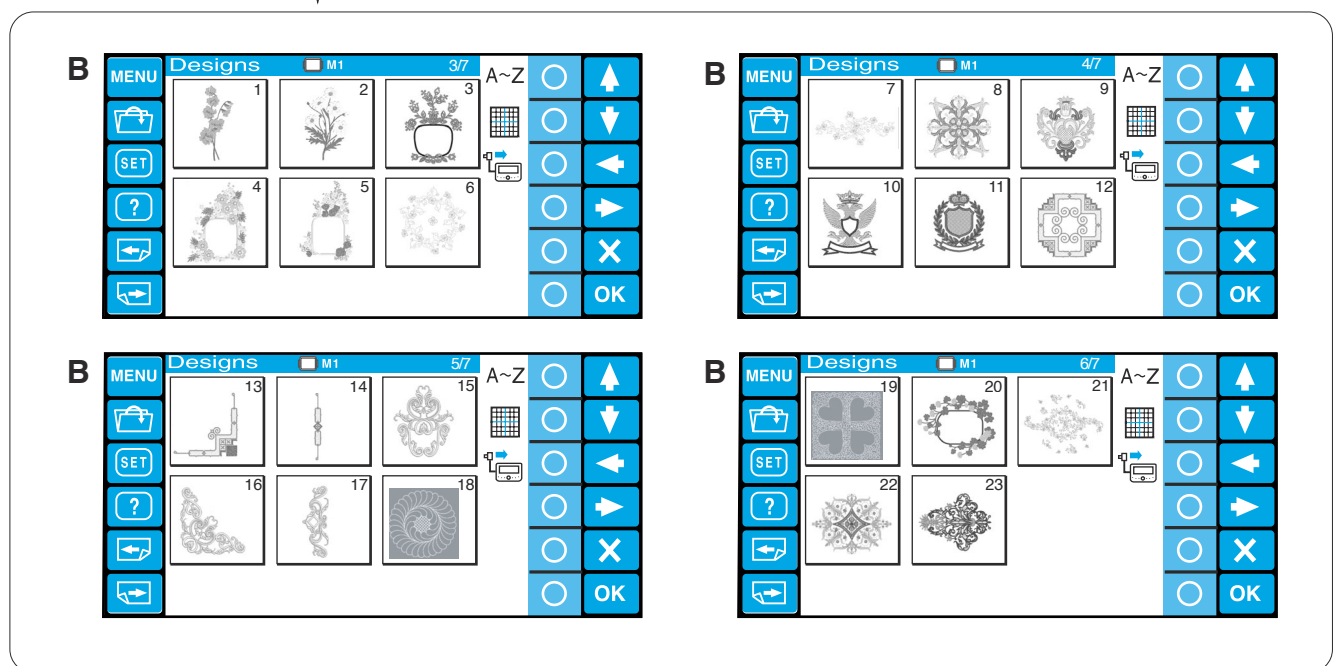 B
MENU
Designs M1 3/7
A~Z
1 2 3
SET
4 5 6
?
X
OK
B
MENU
Designs M1 4/7
A~Z
7 8 9
SET
10 11 12
?
X
OK
B
MENU
Designs M1 5/7
A~Z
13 14 15
SET
16 17 18
?
X
OK
B
MENU
Designs M1 6/7
A~Z
19 20 21
SET
22 23
?
X
OK